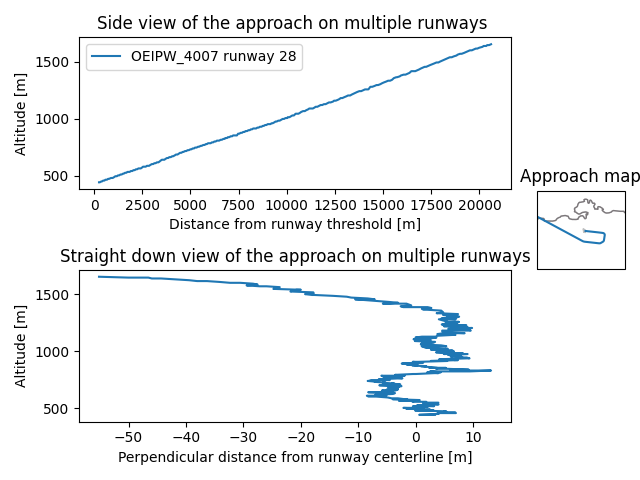 Side view of the approach on multiple runways
OEIPW_4007 runway 28
Altitude [m]
1500
1000
500
0 2500 5000 7500 10000 12500 15000 17500 20000
Distance from runway threshold [m]
Approach map
Straight down view of the approach on multiple runways
Altitude [m]
1500
1000
500
−50 −40 −30 −20 −10 0 10
Perpendicular distance from runway centerline [m]